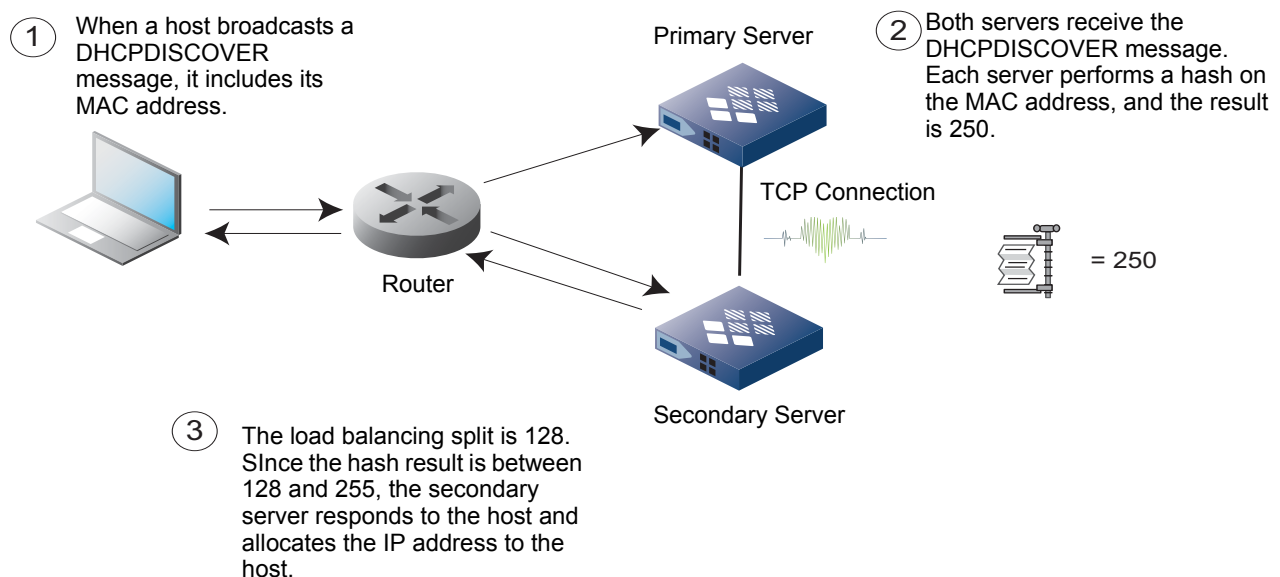 1
When a host broadcasts a
DHCPDISCOVER
message, it includes its
MAC address.
Primary Server
2
Both servers receive the
DHCPDISCOVER message.
Each server performs a hash on
the MAC address, and the result
is 250.
TCP Connection
= 250
Router
Secondary Server
3
The load balancing split is 128.
SInce the hash result is between
128 and 255, the secondary
server responds to the host and
allocates the IP address to the
host.